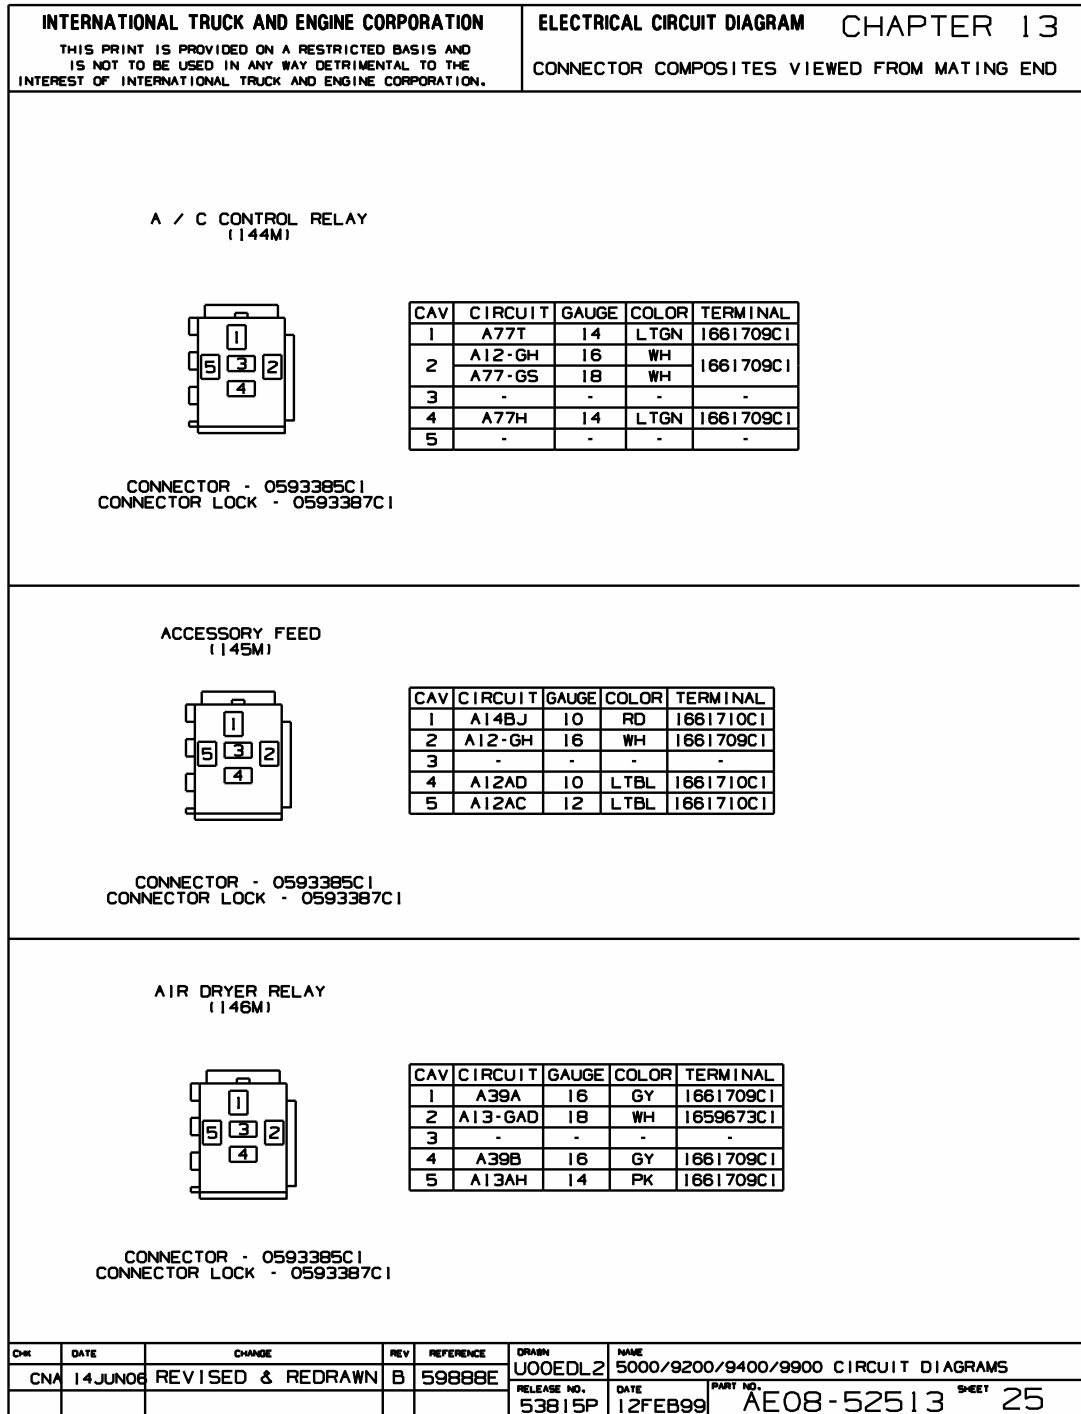 INTERNATIONAL TRUCK AND ENGINE CORPORATION
THIS PRINT IS PROVIDED ON A RESTRICTED BASIS AND
IS NOT TO BE USED IN ANY WAY DETRIMENTAL TO THE
INTEREST OF INTERNATIONAL TRUCK AND ENGINE CORPORATION.
ELECTRICAL CIRCUIT DIAGRAM CHAPTER 13
CONNECTOR COMPOSITES VIEWED FROM MATING END
A / C CONTROL RELAY
(144M)
1
5 3 2
4
CAV CIRCUIT GAUGE COLOR TERMINAL
1 A77T 14 LTGN 1661709C1
2 A12-GH 16 WH 1661709C1
A77-GS 18 WH
3 - - - -
4 A77H 14 LTGN 1661709C1
5 - - - -
CONNECTOR - 0593385C1
CONNECTOR LOCK - 0593387C1
ACCESSORY FEED
(145M)
1
5 3 2
4
CAV CIRCUIT GAUGE COLOR TERMINAL
1 A14BJ 10 RD 1661710C1
2 A12-GH 16 WH 1661709C1
3 - - - -
4 A12AD 10 LTBL 1661710C1
5 A12AC 12 LTBL 1661710C1
CONNECTOR - 0593385C1
CONNECTOR LOCK - 0593387C1
AIR DRYER RELAY
(146M)
1
5 3 2
4
CAV CIRCUIT GAUGE COLOR TERMINAL
1 A39A 16 GY 1661709C1
2 A13-GAD 18 WH 1659673C1
3 - - - -
4 A39B 16 GY 1661709C1
5 A13AH 14 PK 1661709C1
CONNECTOR - 0593385C1
CONNECTOR LOCK - 0593387C1
CHK DATE CHANGE REV REFERENCE DRAWN NAME
CNA 14JUN06 REVISED & REDRAWN B 59888E U00EDL2 5000/9200/9400/9900 CIRCUIT DIAGRAMS
RELEASE NO. DATE PART NO. SHEET
53815P 12FEB99 AE08-52513 25